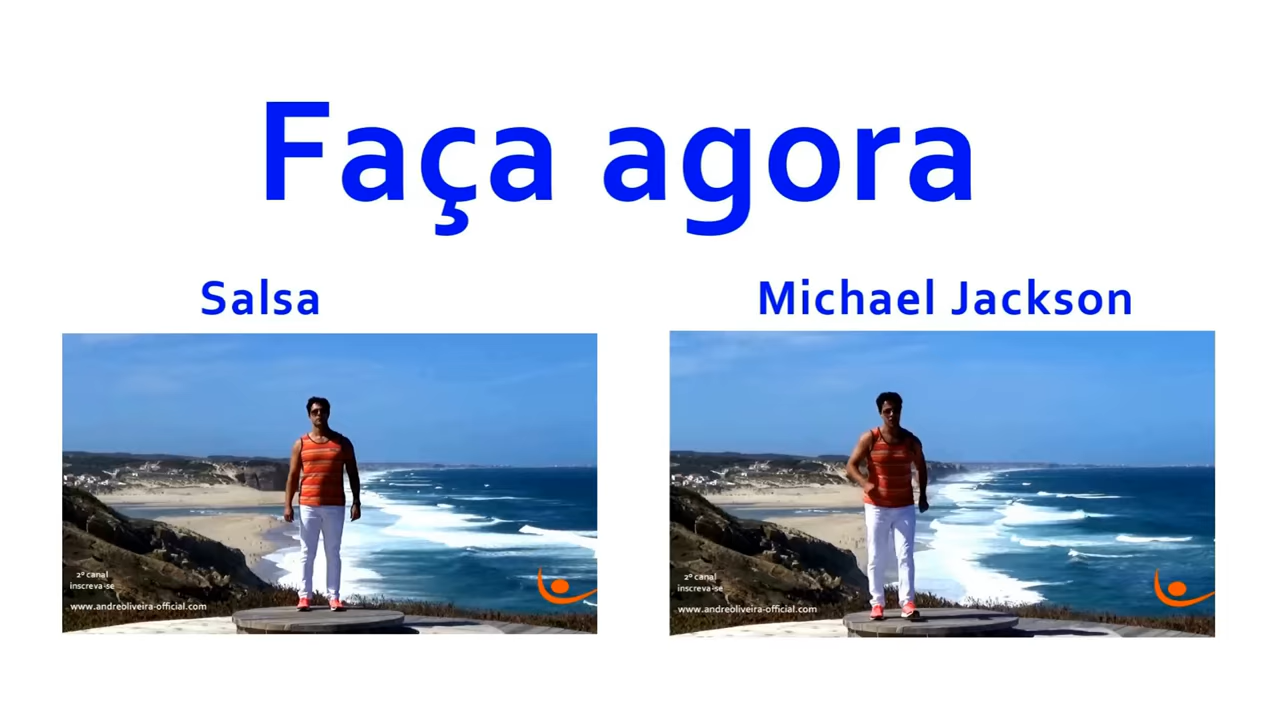 Faça agora
Salsa
Michael Jackson
2º canal
inscreva-se
www.andreoliveira-official.com
2º canal
inscreva-se
www.andreoliveira-official.com